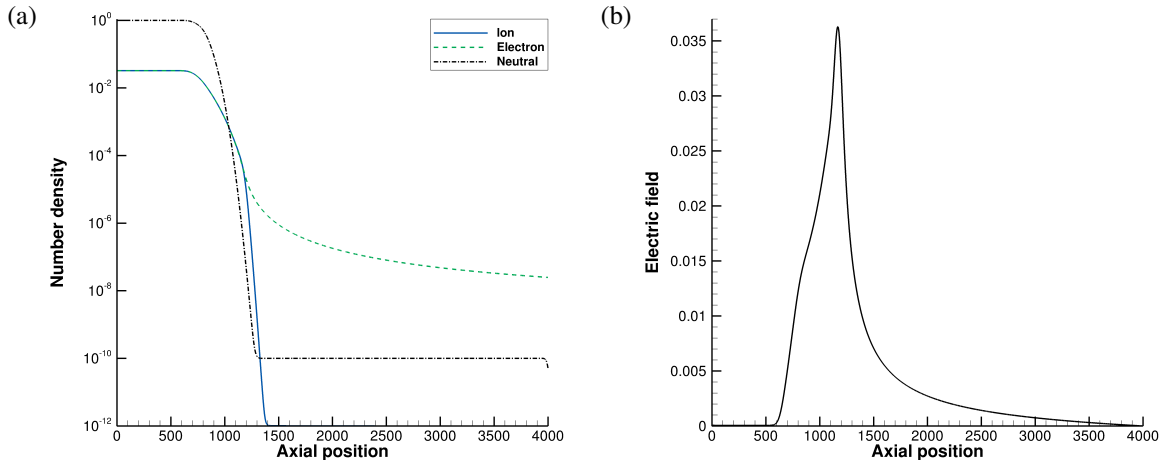 (a)
10^0
10^-2
10^-4
10^-6
10^-8
10^-10
10^-12
Number density
Ion
Electron
Neutral
0 500 1000 1500 2000 2500 3000 3500 4000
Axial position
(b)
0.035
0.03
0.025
0.02
0.015
0.01
0.005
0
Electric field
0 500 1000 1500 2000 2500 3000 3500 4000
Axial position